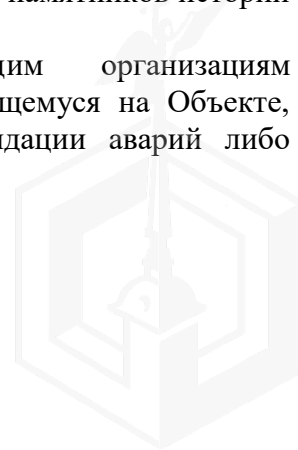 памятников истории
щим организациям
щемуся на Объекте,
дации аварий либо